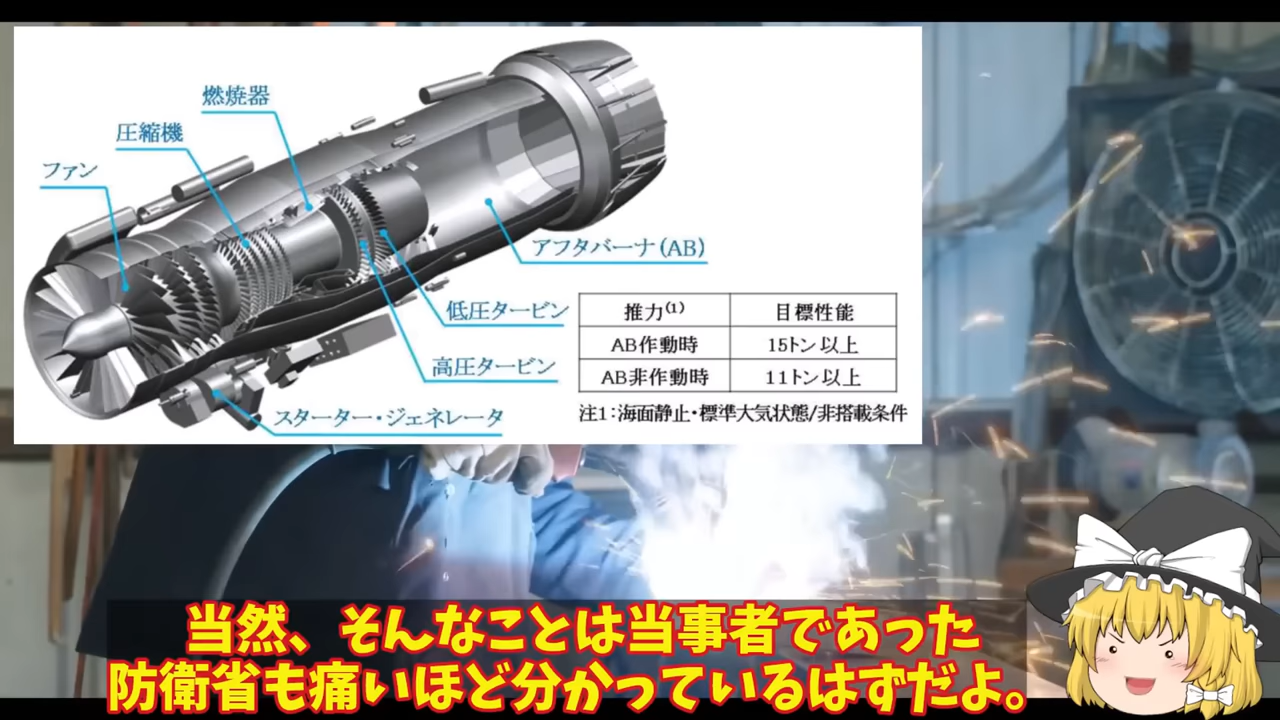 燃焼器
圧縮機
ファン
アフタバーナ(AB)
低圧タービン
高圧タービン
スターター・ジェネレータ
推力(1) 目標性能
AB作動時 15トン以上
AB非作動時 11トン以上
注1:海面静止・標準大気状態/非搭載条件
当然、そんなことは当事者であった
防衛省も痛いほど分かっているはずだよ。